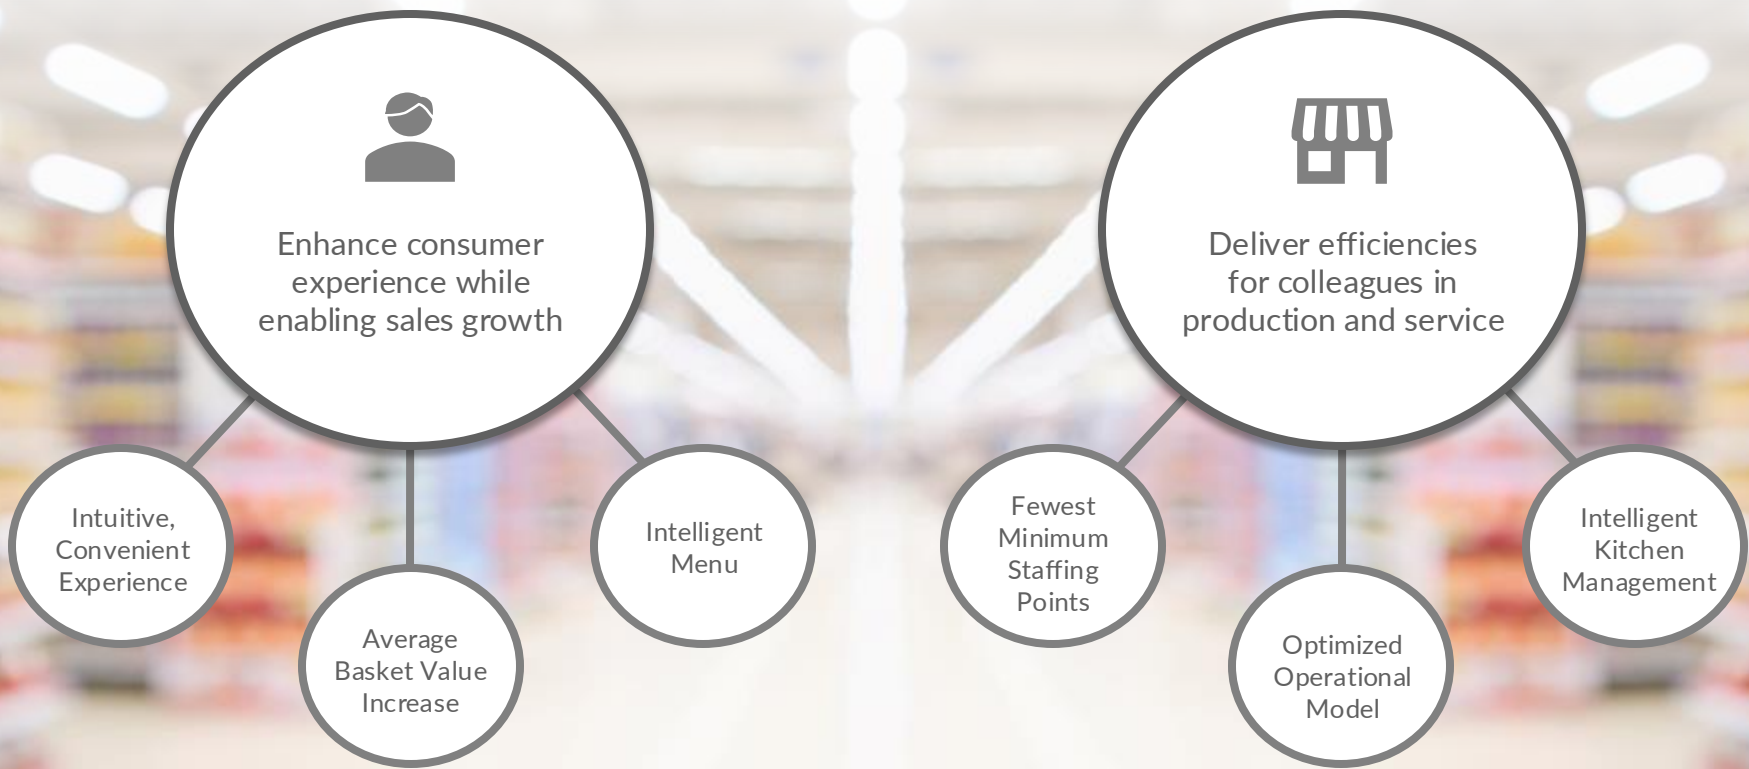 Enhance consumer
experience while
enabling sales growth
Intuitive,
Convenient
Experience
Average
Basket Value
Increase
Intelligent
Menu
Deliver efficiencies
for colleagues in
production and service
Fewest
Minimum
Staffing
Points
Optimized
Operational
Model
Intelligent
Kitchen
Management